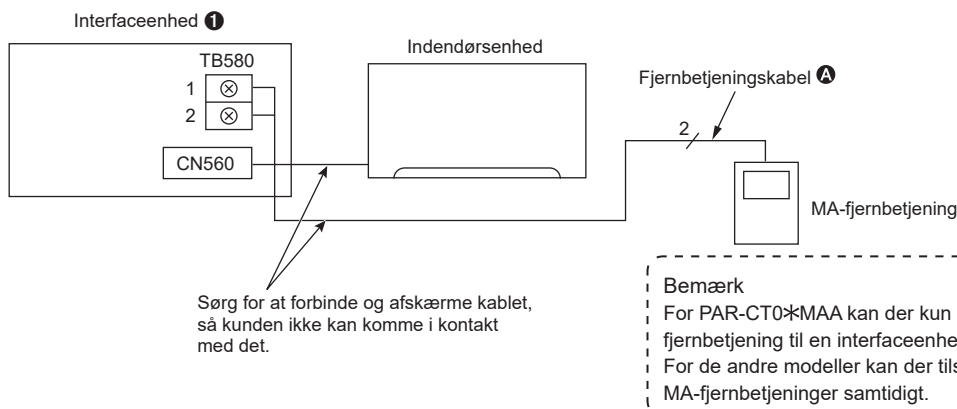 Interfaceenhed ❶
Indendørsenhed
TB580
1
2
CN560
Fjernbetjeningskabel Ⓐ
2
MA-fjernbetjening
Sørg for at forbinde og afskærme kablet,
så kunden ikke kan komme i kontakt
med det.
Bemærk
For PAR-CT0✻MAA kan der kun
fjernbetjening til en interfaceenhe
For de andre modeller kan der tils
MA-fjernbetjeninger samtidigt.